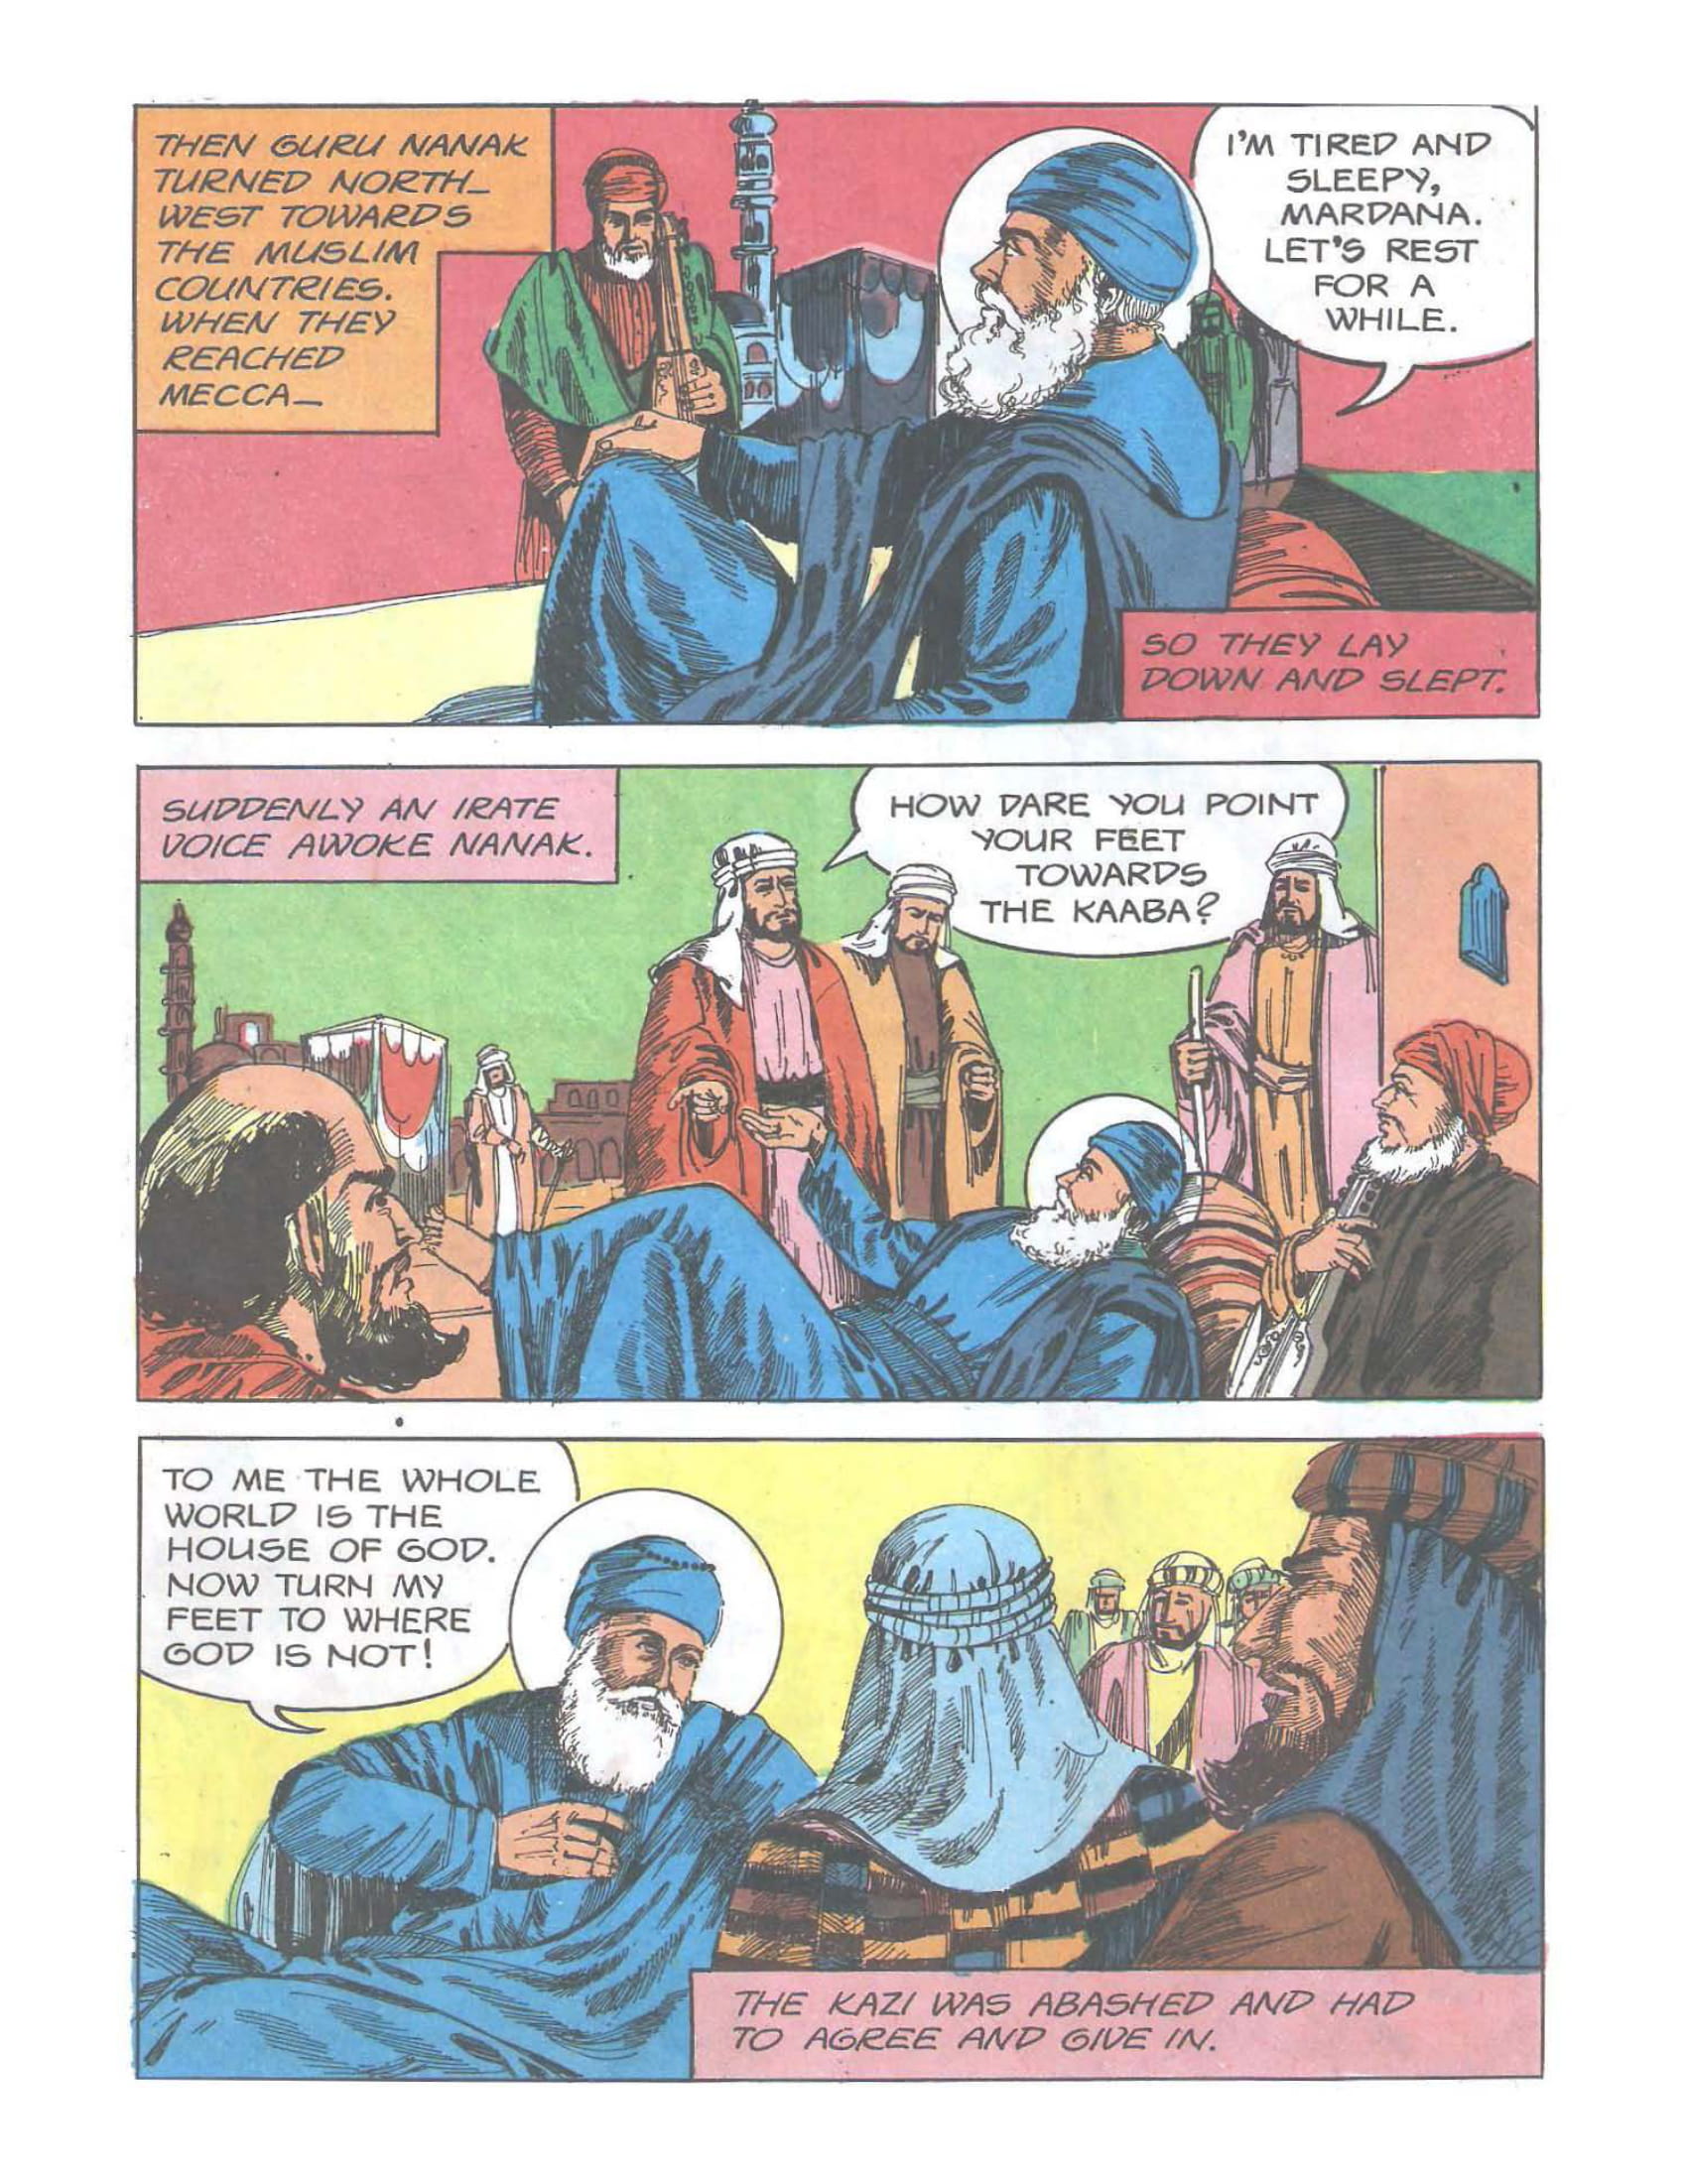 THEN GURU NANAK
TURNED NORTH_
WEST TOWARDS
THE MUSLIM
COUNTRIES.
WHEN THEY
REACHED
MECCA_
I'M TIRED AND
SLEEPY,
MARDANA.
LET'S REST
FOR A
WHILE.
SO THEY LAY
DOWN AND SLEPT.
SUDDENLY AN IRATE
VOICE AWOKE NANAK.
HOW DARE YOU POINT
YOUR FEET
TOWARDS
THE KAABA?
TO ME THE WHOLE
WORLD IS THE
HOUSE OF GOD.
NOW TURN MY
FEET TO WHERE
GOD IS NOT!
THE KAZI WAS ABASHED AND HAD
TO AGREE AND GIVE IN.